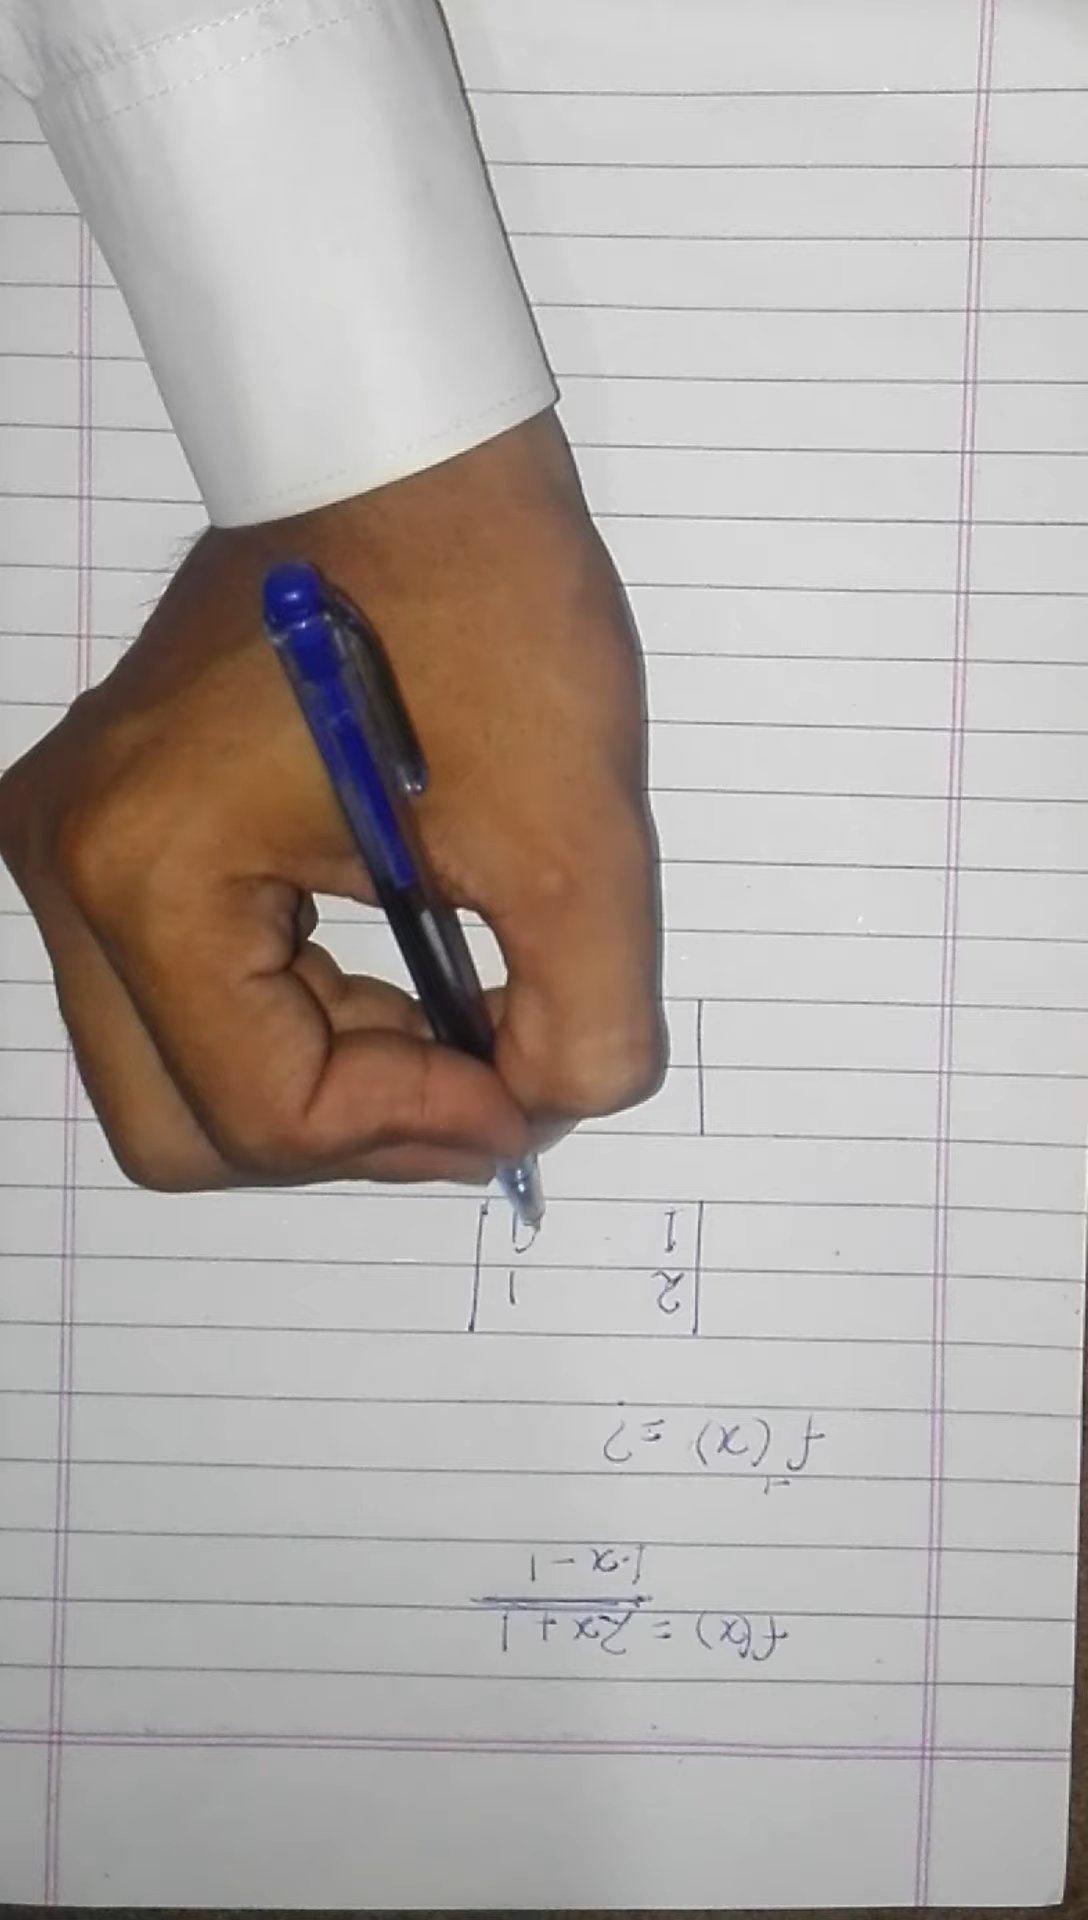 f(x) = 2x + 1
1·x - 1
f⁻¹(x) = ?
| 2 1 |
| 1